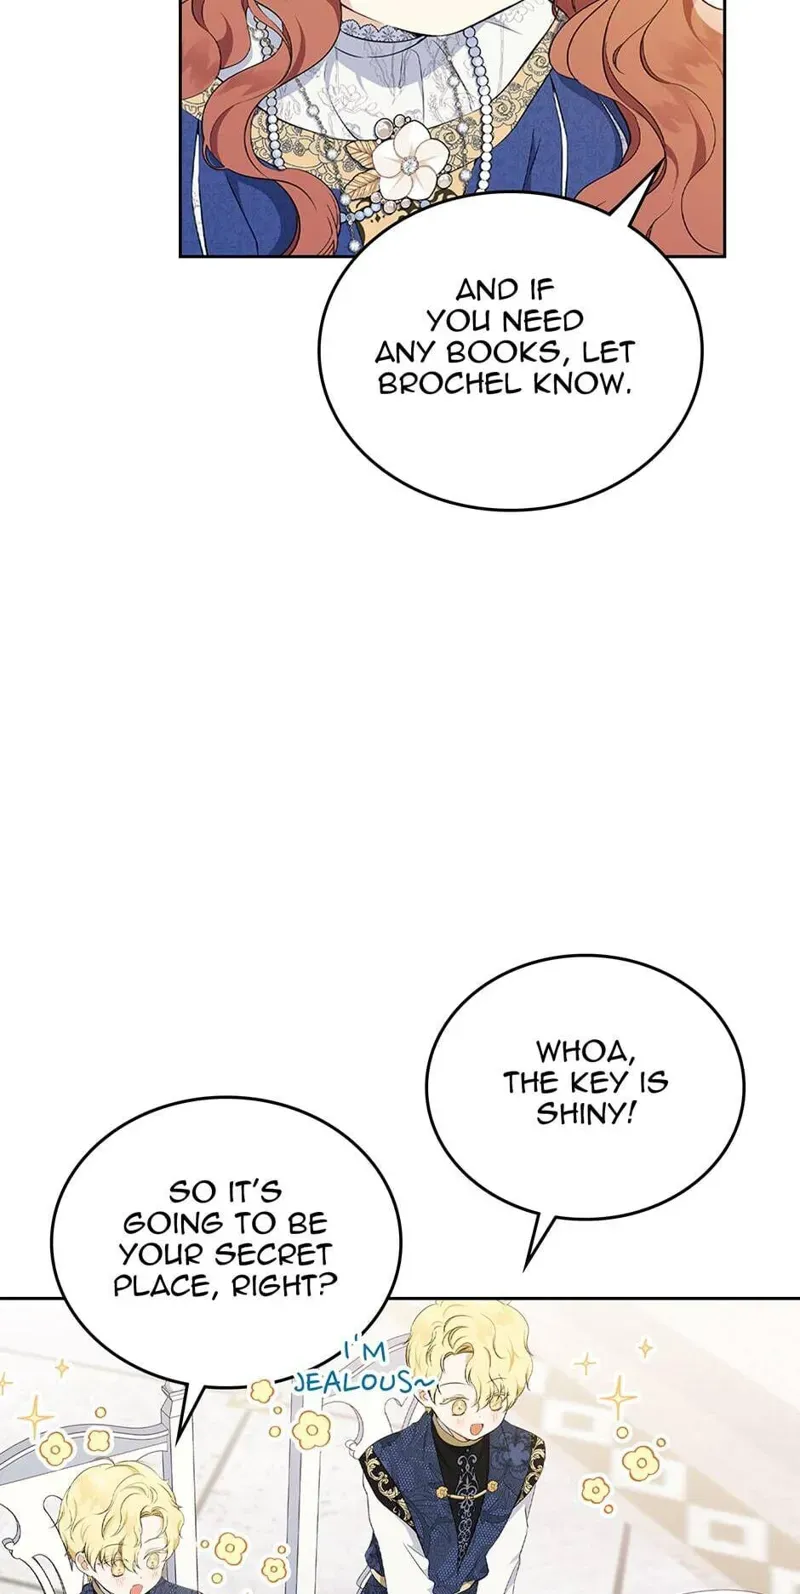 AND IF
YOU NEED
ANY BOOKS, LET
BROCHEL KNOW.
WHOA,
THE KEY IS
SHINY!
SO IT'S
GOING TO BE
YOUR SECRET
PLACE, RIGHT?
I'M
JEALOUS~